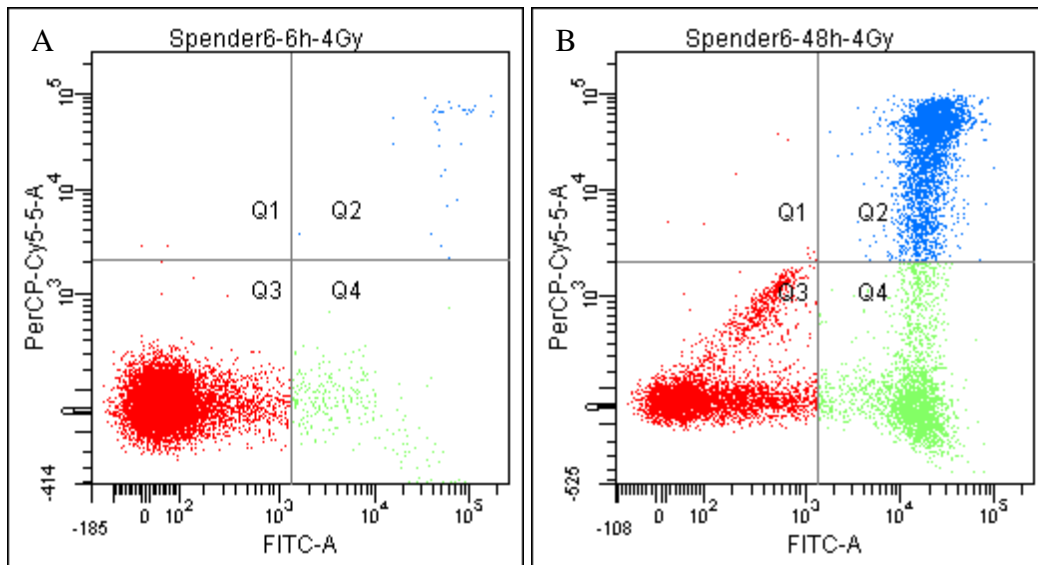 A
Spender6-6h-4Gy
PerCP-Cy5-5-A
10^5
10^4
10^3
0
-414
Q1
Q2
Q3
Q4
-185
0
10^2
10^3
10^4
10^5
FITC-A
B
Spender6-48h-4Gy
PerCP-Cy5-5-A
10^5
10^4
10^3
0
-525
Q1
Q2
Q3
Q4
-108
0
10^2
10^3
10^4
10^5
FITC-A